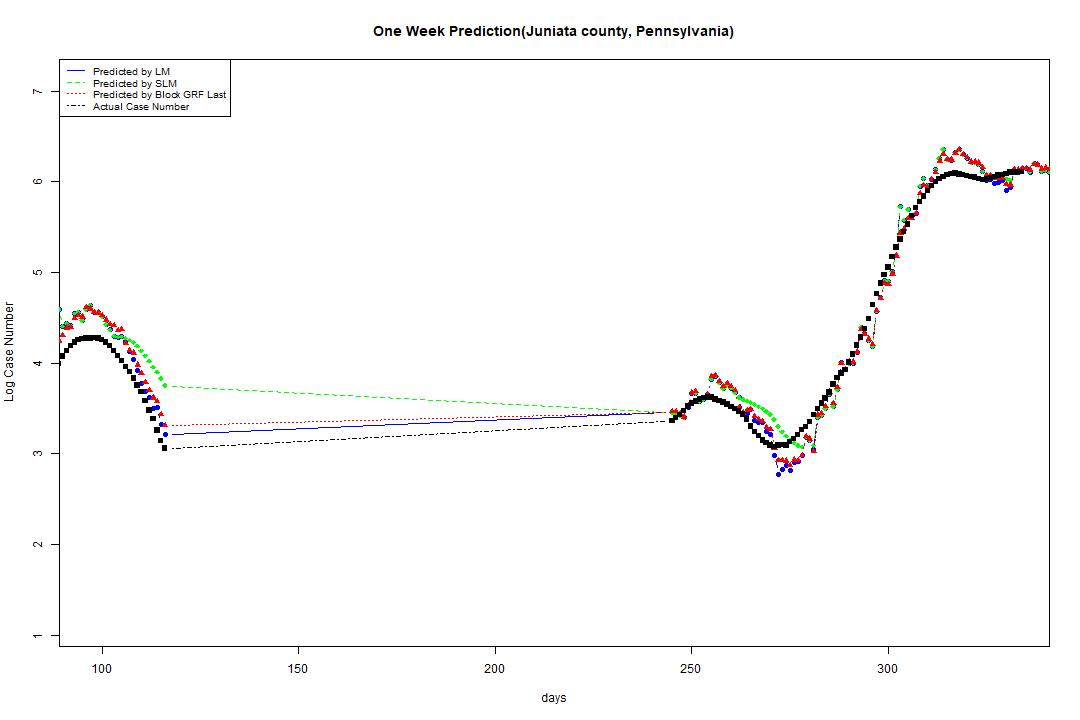 One Week Prediction(Juniata county, Pennsylvania)
Predicted by LM
Predicted by SLM
Predicted by Block GRF Last
Actual Case Number
7
6
5
4
3
2
1
Log Case Number
100 150 200 250 300
days